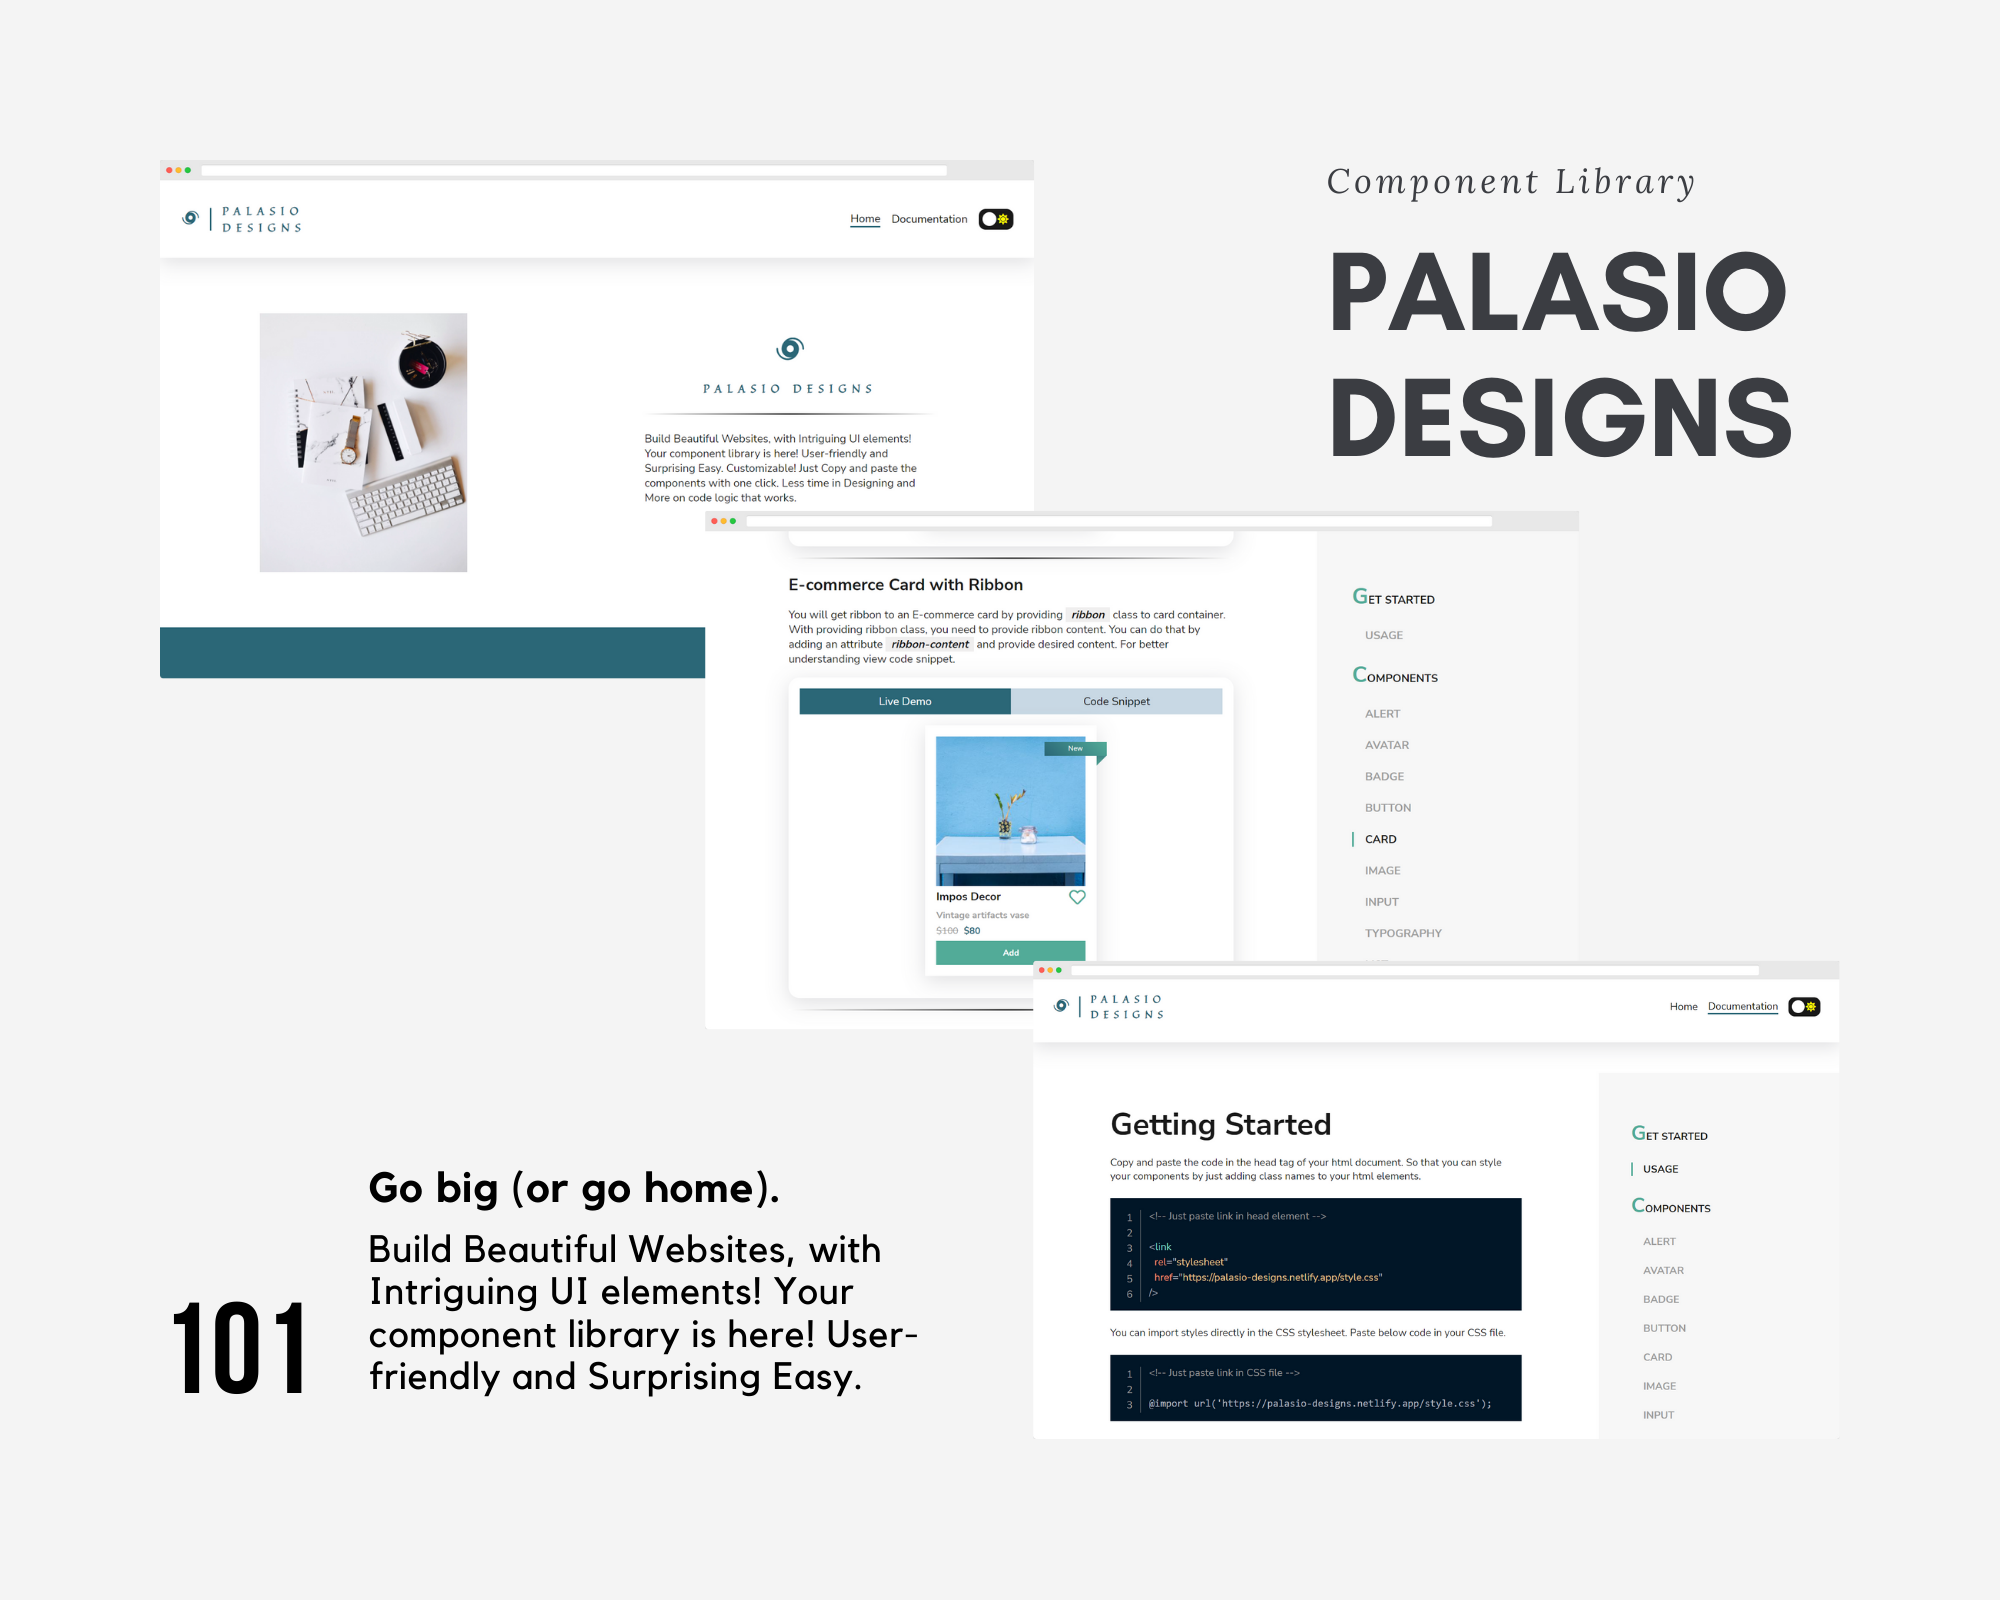 Component Library
PALASIO
DESIGNS
PALASIO
DESIGNS
Home Documentation
PALASIO DESIGNS
Build Beautiful Websites, with Intriguing UI elements!
Your component library is here! User-friendly and
Surprising Easy. Customizable! Just Copy and paste the
components with one click. Less time in Designing and
More on code logic that works.
E-commerce Card with Ribbon
You will get ribbon to an E-commerce card by providing ribbon class to card container.
With providing ribbon class, you need to provide ribbon content. You can do that by
adding an attribute ribbon-content and provide desired content. For better
understanding view code snippet.
Live Demo Code Snippet
New
Impos Decor
Vintage artifacts vase
$100 $80
Add
GET STARTED
USAGE
COMPONENTS
ALERT
AVATAR
BADGE
BUTTON
CARD
IMAGE
INPUT
TYPOGRAPHY
PALASIO
DESIGNS
Home Documentation
Getting Started
Copy and paste the code in the head tag of your html document. So that you can style
your components by just adding class names to your html elements.
1 <!-- Just paste link in head element -->
2
3 <link
4 rel="stylesheet"
5 href="https://palasio-designs.netlify.app/style.css"
6 />
You can import styles directly in the CSS stylesheet. Paste below code in your CSS file.
1 <!-- Just paste link in CSS file -->
2
3 @import url('https://palasio-designs.netlify.app/style.css');
GET STARTED
USAGE
COMPONENTS
ALERT
AVATAR
BADGE
BUTTON
CARD
IMAGE
INPUT
101
Go big (or go home).
Build Beautiful Websites, with
Intriguing UI elements! Your
component library is here! User-
friendly and Surprising Easy.